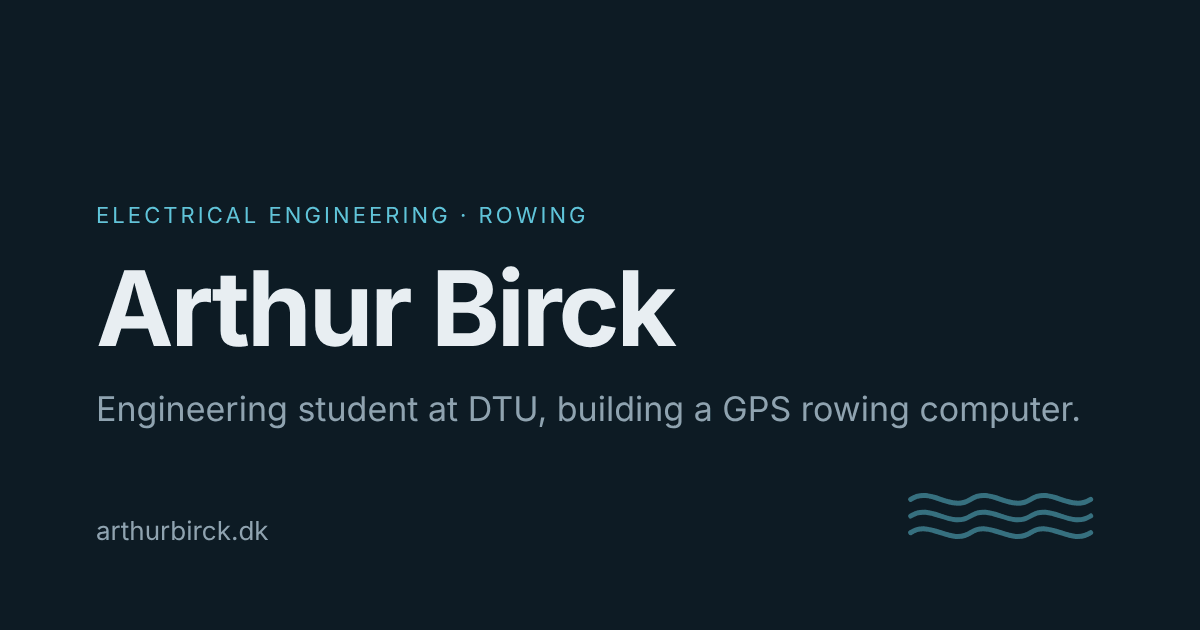 ELECTRICAL ENGINEERING · ROWING
Arthur Birck
Engineering student at DTU, building a GPS rowing computer.
arthurbirck.dk